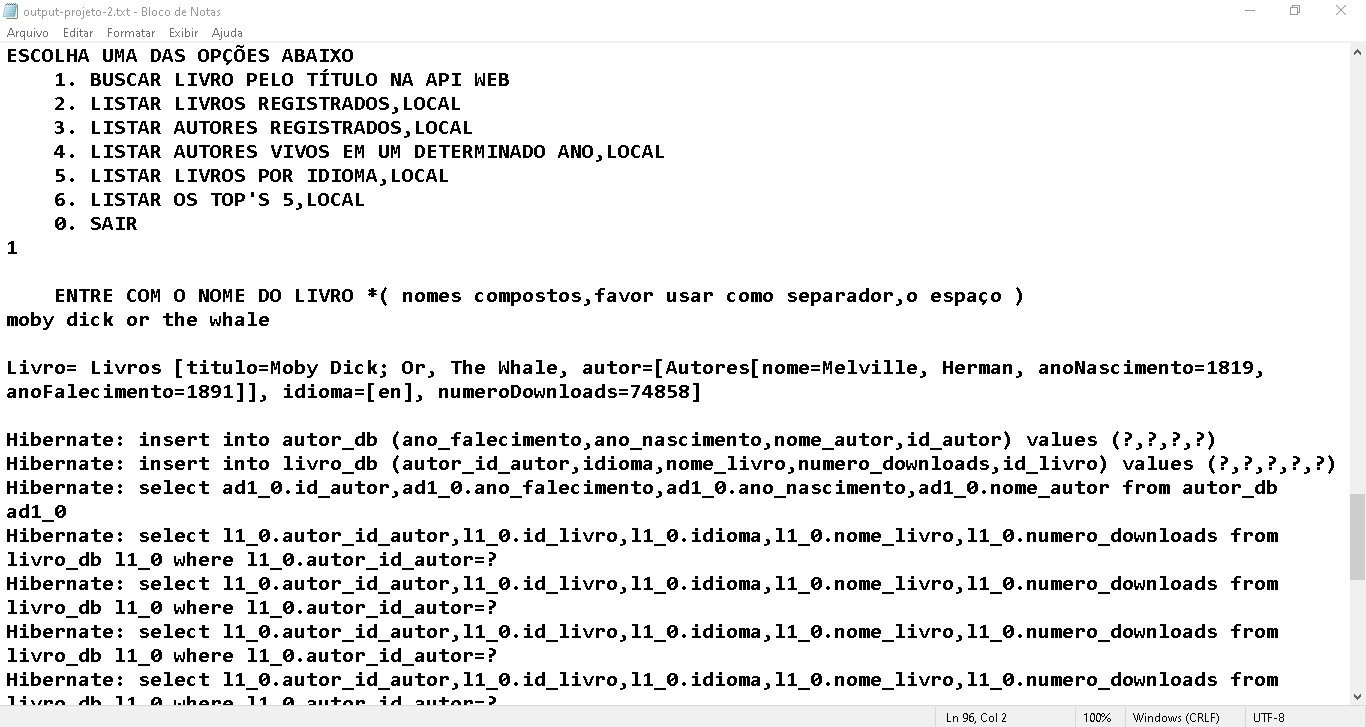 output-projeto-2.txt - Bloco de Notas
Arquivo Editar Formatar Exibir Ajuda
ESCOLHA UMA DAS OPÇÕES ABAIXO
1. BUSCAR LIVRO PELO TÍTULO NA API WEB
2. LISTAR LIVROS REGISTRADOS,LOCAL
3. LISTAR AUTORES REGISTRADOS,LOCAL
4. LISTAR AUTORES VIVOS EM UM DETERMINADO ANO,LOCAL
5. LISTAR LIVROS POR IDIOMA,LOCAL
6. LISTAR OS TOP'S 5,LOCAL
0. SAIR
1
ENTRE COM O NOME DO LIVRO *( nomes compostos,favor usar como separador,o espaço )
moby dick or the whale
Livro= Livros [titulo=Moby Dick; Or, The Whale, autor=[Autores[nome=Melville, Herman, anoNascimento=1819,
anoFalecimento=1891]], idioma=[en], numeroDownloads=74858]
Hibernate: insert into autor_db (ano_falecimento,ano_nascimento,nome_autor,id_autor) values (?,?,?,?)
Hibernate: insert into livro_db (autor_id_autor,idioma,nome_livro,numero_downloads,id_livro) values (?,?,?,?,?)
Hibernate: select ad1_0.id_autor,ad1_0.ano_falecimento,ad1_0.ano_nascimento,ad1_0.nome_autor from autor_db
ad1_0
Hibernate: select l1_0.autor_id_autor,l1_0.id_livro,l1_0.idioma,l1_0.nome_livro,l1_0.numero_downloads from
livro_db l1_0 where l1_0.autor_id_autor=?
Hibernate: select l1_0.autor_id_autor,l1_0.id_livro,l1_0.idioma,l1_0.nome_livro,l1_0.numero_downloads from
livro_db l1_0 where l1_0.autor_id_autor=?
Hibernate: select l1_0.autor_id_autor,l1_0.id_livro,l1_0.idioma,l1_0.nome_livro,l1_0.numero_downloads from
livro_db l1_0 where l1_0.autor_id_autor=?
Hibernate: select l1_0.autor_id_autor,l1_0.id_livro,l1_0.idioma,l1_0.nome_livro,l1_0.numero_downloads from
livro_db l1_0 where l1_0.autor_id_autor=?
Ln 96, Col 2 100% Windows (CRLF) UTF-8